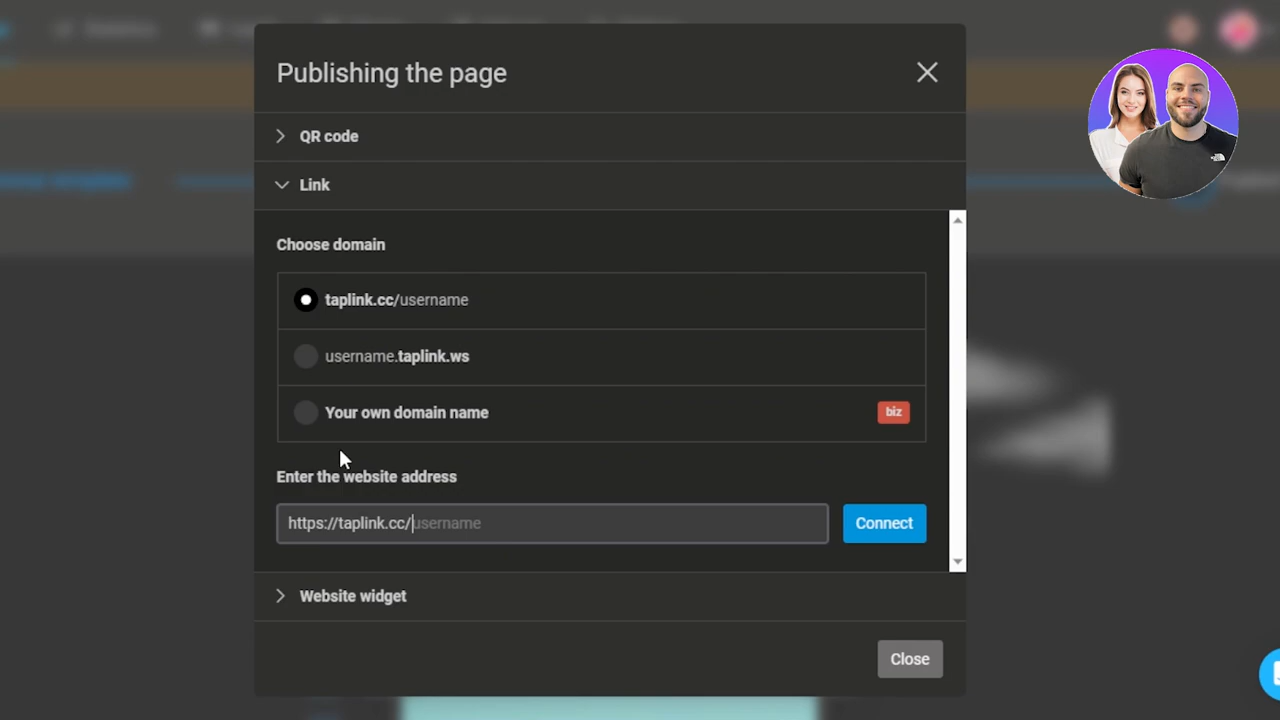 Publishing the page
QR code
Link
Choose domain
taplink.cc/username
username.taplink.ws
Your own domain name
biz
Enter the website address
https://taplink.cc/username
Connect
Website widget
Close